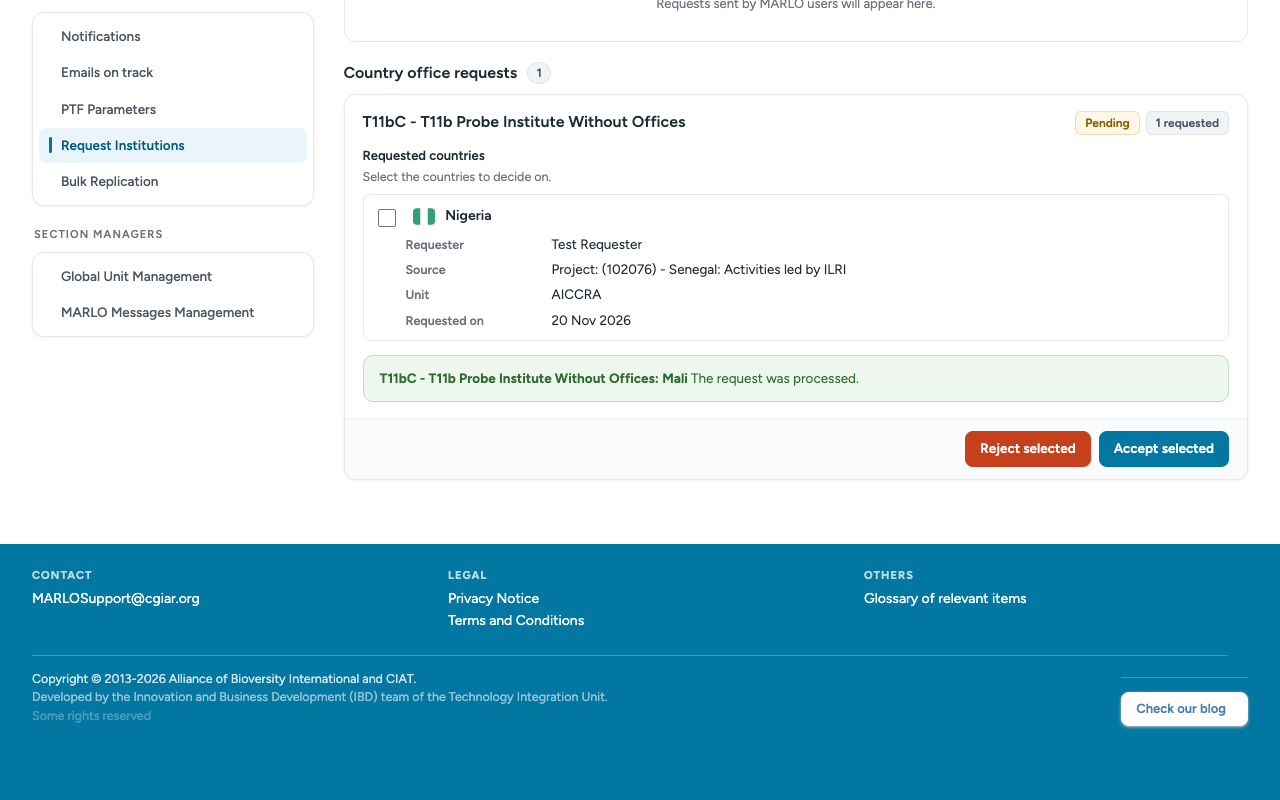 Requests sent by MARLO users will appear here.
Notifications
Emails on track
PTF Parameters
Request Institutions
Bulk Replication
SECTION MANAGERS
Global Unit Management
MARLO Messages Management
Country office requests 1
T11bC - T11b Probe Institute Without Offices
Pending 1 requested
Requested countries
Select the countries to decide on.
Nigeria
Requester Test Requester
Source Project: (102076) - Senegal: Activities led by ILRI
Unit AICCRA
Requested on 20 Nov 2026
T11bC - T11b Probe Institute Without Offices: Mali The request was processed.
Reject selected Accept selected
CONTACT
MARLOSupport@cgiar.org
LEGAL
Privacy Notice
Terms and Conditions
OTHERS
Glossary of relevant items
Copyright © 2013-2026 Alliance of Bioversity International and CIAT.
Developed by the Innovation and Business Development (IBD) team of the Technology Integration Unit.
Some rights reserved
Check our blog